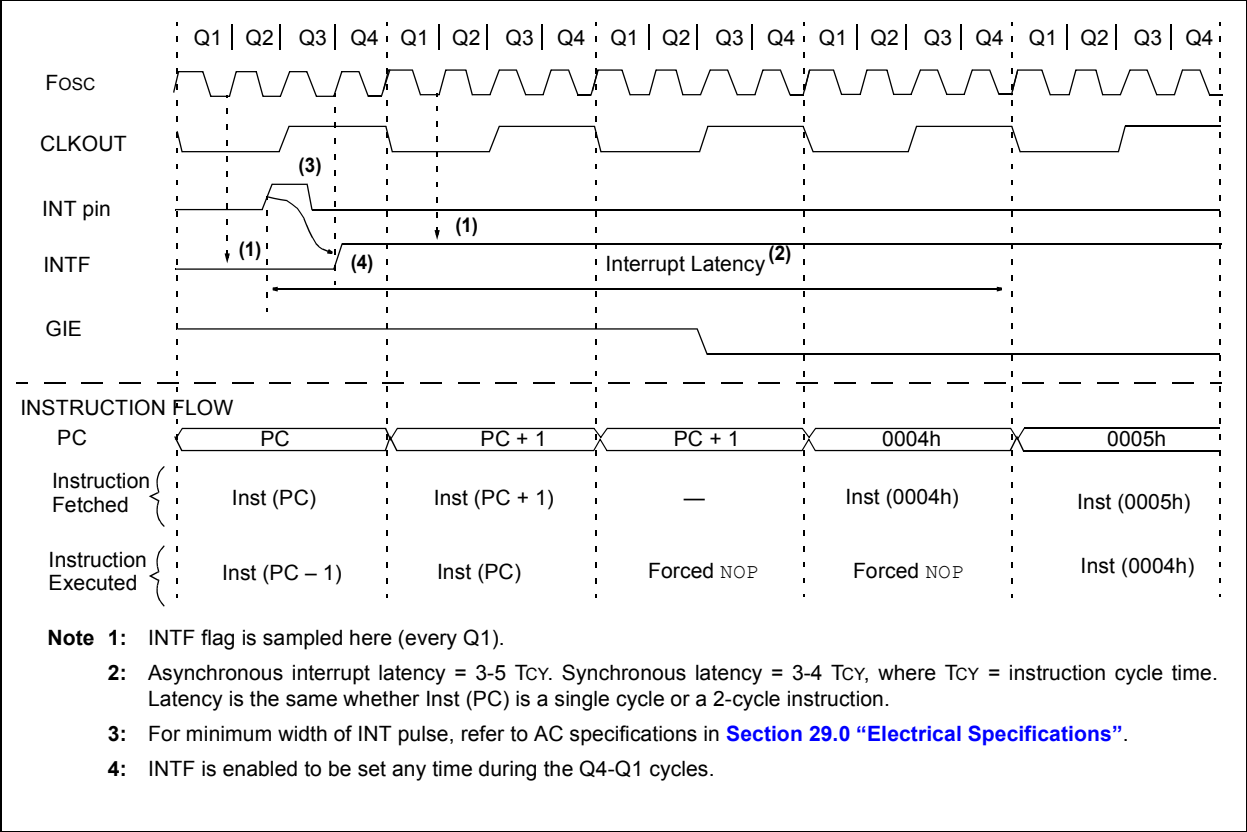 Q1 Q2 Q3 Q4 Q1 Q2 Q3 Q4 Q1 Q2 Q3 Q4 Q1 Q2 Q3 Q4 Q1 Q2 Q3 Q4
FOSC
CLKOUT
(3)
INT pin
(1)
(1)
INTF
(4)
Interrupt Latency (2)
GIE
INSTRUCTION FLOW
PC PC PC + 1 PC + 1 0004h 0005h
Instruction
Fetched
Inst (PC) Inst (PC + 1) — Inst (0004h) Inst (0005h)
Instruction
Executed
Inst (PC – 1) Inst (PC) Forced NOP Forced NOP Inst (0004h)
Note 1: INTF flag is sampled here (every Q1).
2: Asynchronous interrupt latency = 3-5 TCY. Synchronous latency = 3-4 TCY, where TCY = instruction cycle time.
Latency is the same whether Inst (PC) is a single cycle or a 2-cycle instruction.
3: For minimum width of INT pulse, refer to AC specifications in Section 29.0 “Electrical Specifications”.
4: INTF is enabled to be set any time during the Q4-Q1 cycles.